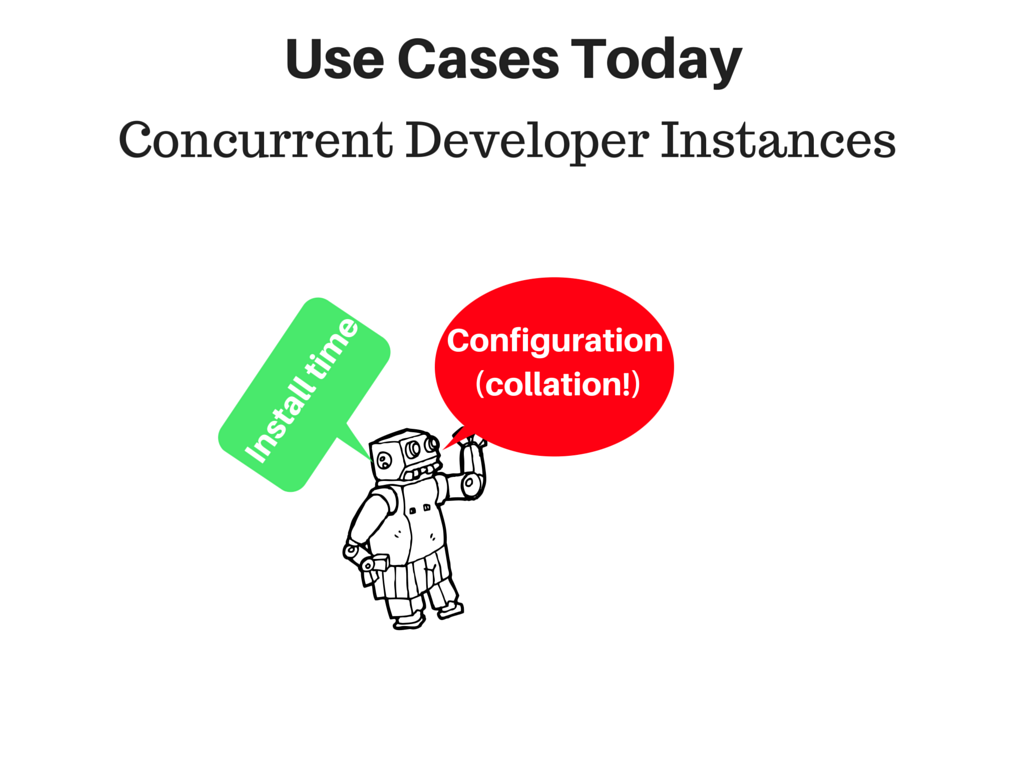 Use Cases Today
Concurrent Developer Instances
Install time
Configuration
(collation!)